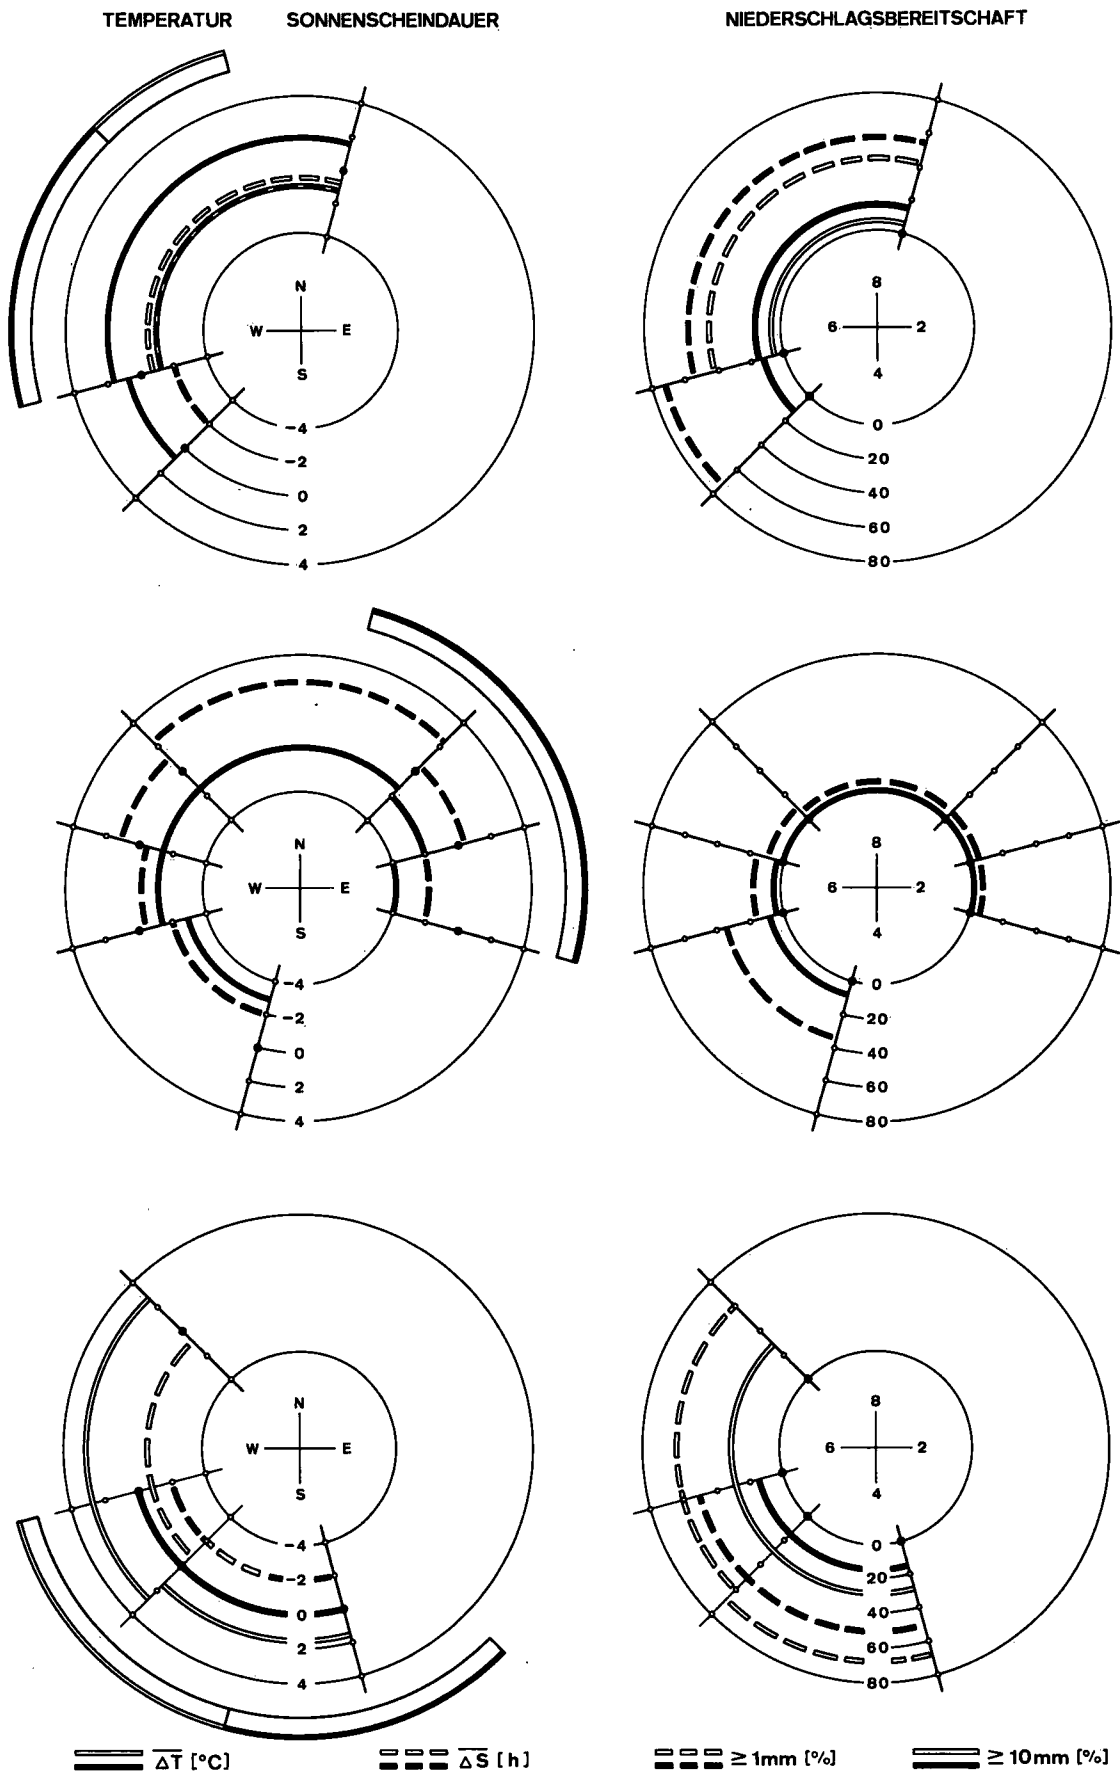 TEMPERATUR SONNENSCHEINDAUER NIEDERSCHLAGSBEREITSCHAFT
N 8
W E 6 2
S 4
-4 0
-2 20
0 40
2 60
4 80
N 8
W E 6 2
S 4
-4 0
-2 20
0 40
2 60
4 80
N 8
W E 6 2
S 4
-4 0
-2 20
0 40
2 60
4 80
ΔT [°C] ΔS [h] ≥ 1mm [%] ≥ 10mm [%]